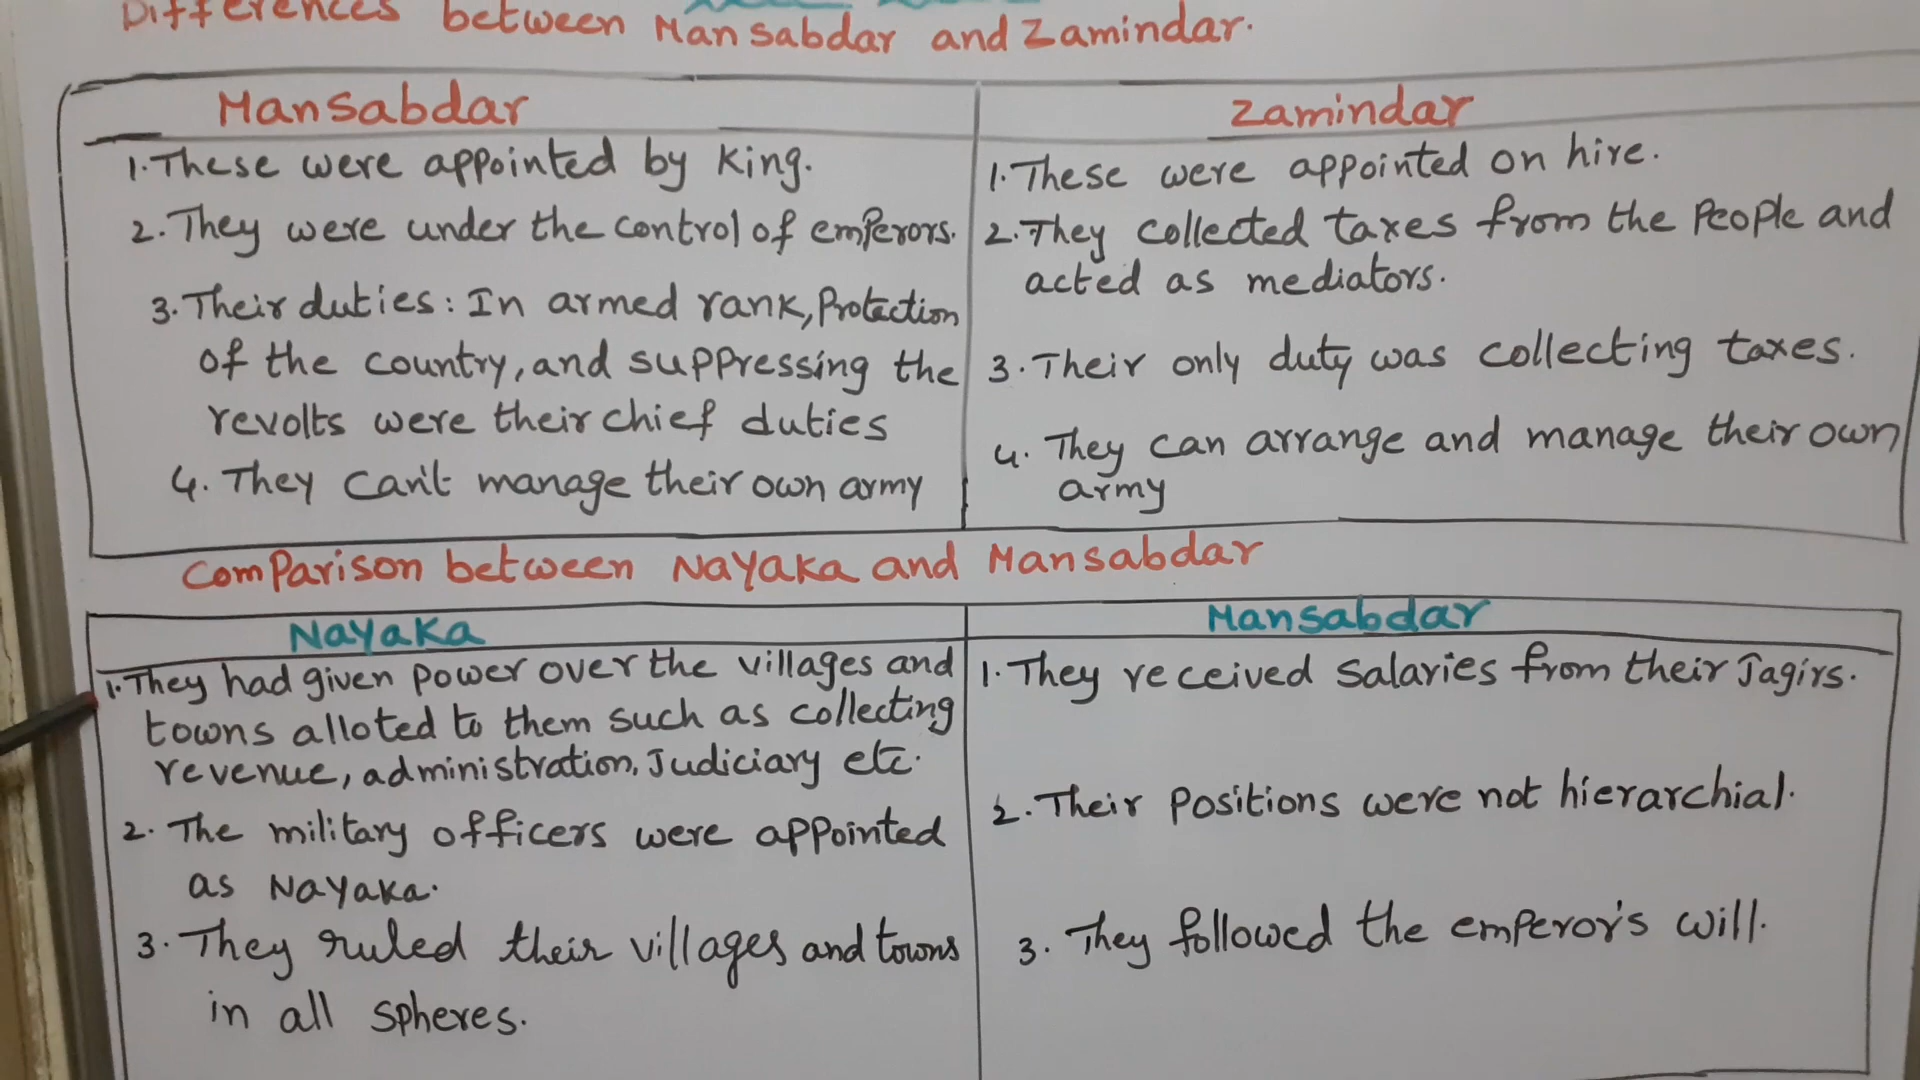 Differences between Mansabdar and Zamindar.
Mansabdar
1. These were appointed by King.
2. They were under the control of emperors.
3. Their duties: In armed rank, Protection
of the country, and suppressing the
revolts were their chief duties
4. They can't manage their own army
Zamindar
1. These were appointed on hire.
2. They collected taxes from the People and
acted as mediators.
3. Their only duty was collecting taxes.
4. They can arrange and manage their own
army
Comparison between Nayaka and Mansabdar
Nayaka
1. They had given power over the villages and
towns alloted to them such as collecting
revenue, administration, Judiciary etc.
2. The military officers were appointed
as Nayaka.
3. They ruled their villages and towns
in all spheres.
Mansabdar
1. They received salaries from their Jagirs.
2. Their positions were not hierarchial.
3. They followed the emperor's will.